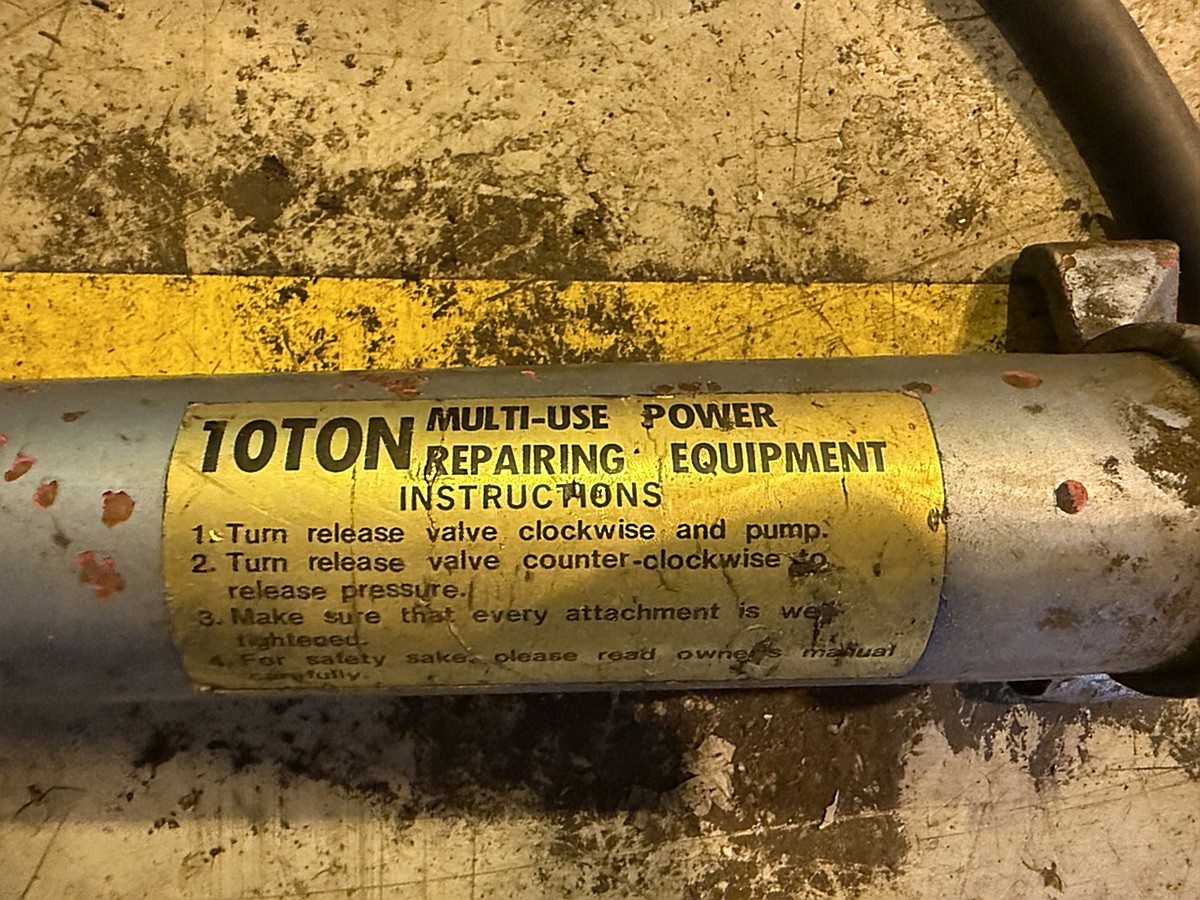 10TON MULTI-USE POWER
REPAIRING EQUIPMENT
INSTRUCTIONS
1. Turn release valve clockwise and pump.
2. Turn release valve counter-clockwise to
release pressure.
3. Make sure that every attachment is well
tightened.
4. For safety sake, please read owner's manual
carefully.